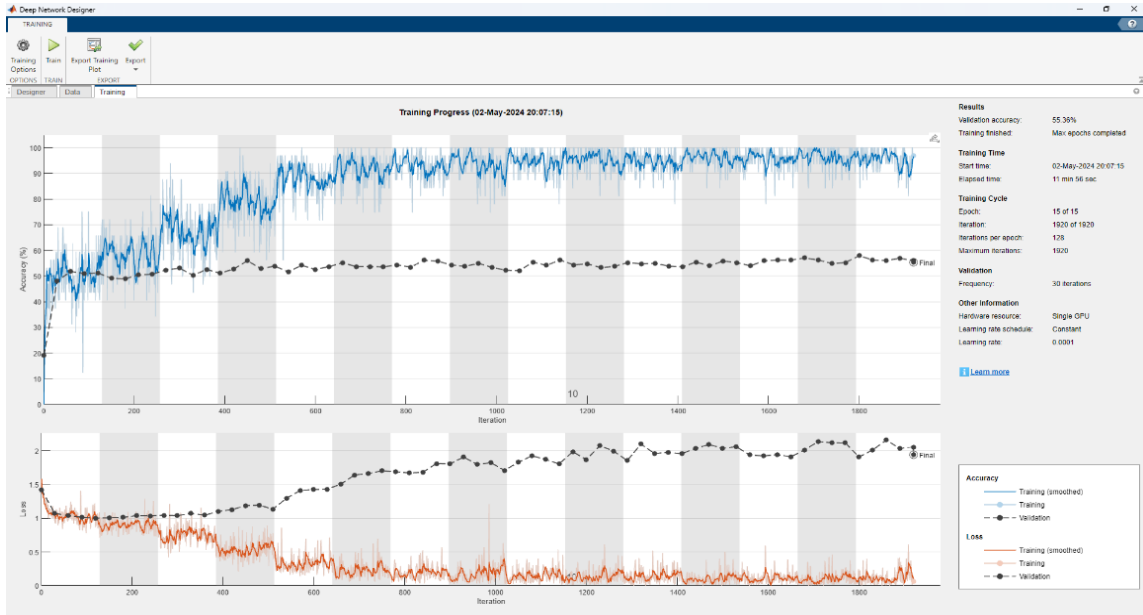 Deep Network Designer
TRAINING
Training Options
Train
Export Training Plot
Export
OPTIONS
TRAIN
EXPORT
Designer
Data
Training
Training Progress (02-May-2024 20:07:15)
100
90
80
70
60
50
40
30
20
10
0
Accuracy (%)
Final
10
0
200
400
600
800
1000
1200
1400
1600
1800
Iteration
2
1.5
1
0.5
0
Loss
Final
0
200
400
600
800
1000
1200
1400
1600
1800
Iteration
Results
Validation accuracy: 55.36%
Training finished: Max epochs completed
Training Time
Start time: 02-May-2024 20:07:15
Elapsed time: 11 min 56 sec
Training Cycle
Epoch: 15 of 15
Iteration: 1920 of 1920
Iterations per epoch: 128
Maximum iterations: 1920
Validation
Frequency: 30 iterations
Other Information
Hardware resource: Single GPU
Learning rate schedule: Constant
Learning rate: 0.0001
Learn more
Accuracy
Training (smoothed)
Training
Validation
Loss
Training (smoothed)
Training
Validation